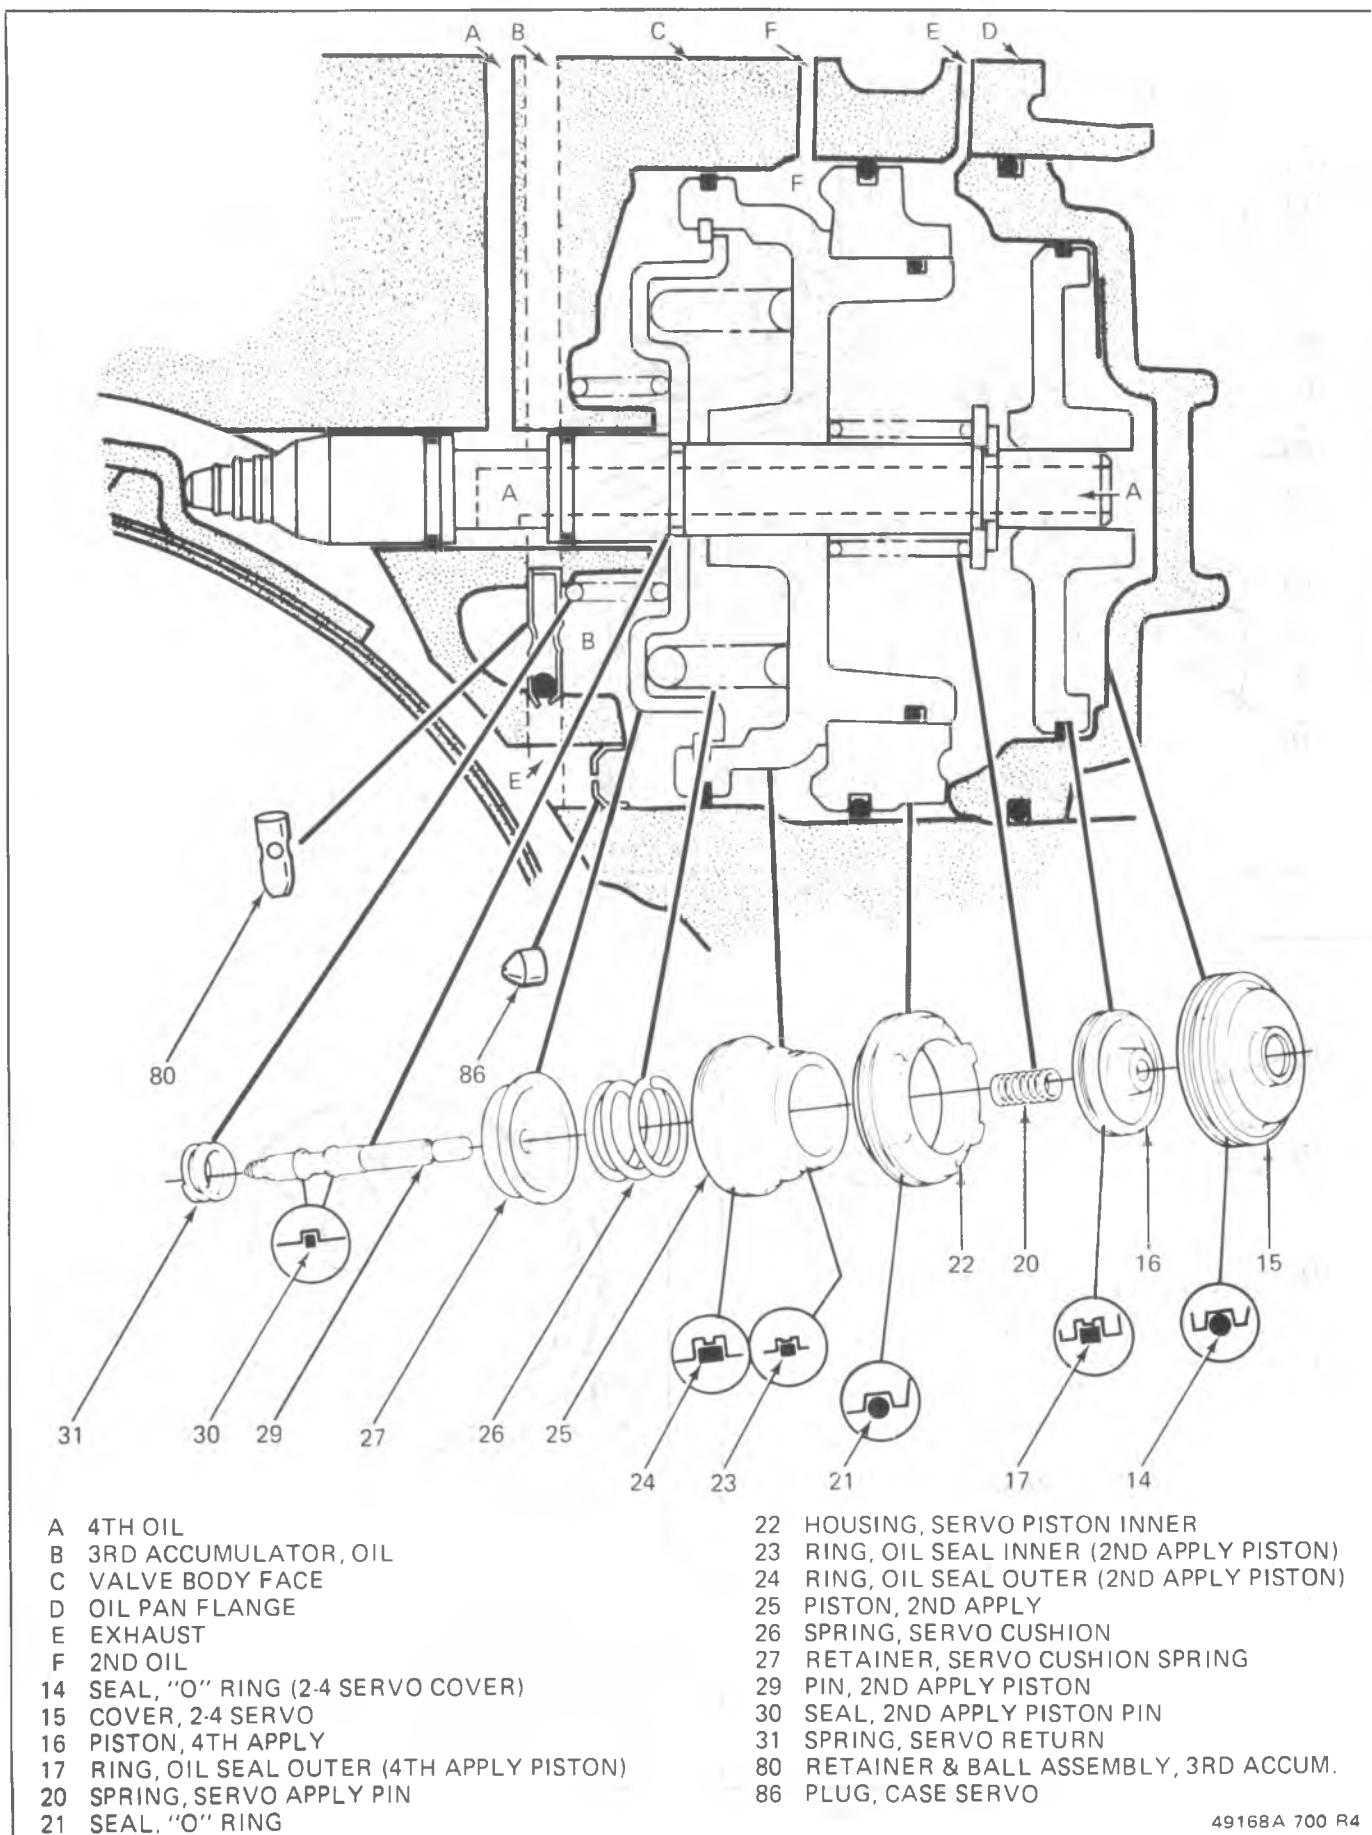 A B C F E D
F
A A
B
E
80
86
22 20 16 15
31 30 29 27 26 25
24 23 21 17 14
A 4TH OIL
B 3RD ACCUMULATOR, OIL
C VALVE BODY FACE
D OIL PAN FLANGE
E EXHAUST
F 2ND OIL
14 SEAL, "O" RING (2-4 SERVO COVER)
15 COVER, 2-4 SERVO
16 PISTON, 4TH APPLY
17 RING, OIL SEAL OUTER (4TH APPLY PISTON)
20 SPRING, SERVO APPLY PIN
21 SEAL, "O" RING
22 HOUSING, SERVO PISTON INNER
23 RING, OIL SEAL INNER (2ND APPLY PISTON)
24 RING, OIL SEAL OUTER (2ND APPLY PISTON)
25 PISTON, 2ND APPLY
26 SPRING, SERVO CUSHION
27 RETAINER, SERVO CUSHION SPRING
29 PIN, 2ND APPLY PISTON
30 SEAL, 2ND APPLY PISTON PIN
31 SPRING, SERVO RETURN
80 RETAINER & BALL ASSEMBLY, 3RD ACCUM.
86 PLUG, CASE SERVO
49168A 700 R4